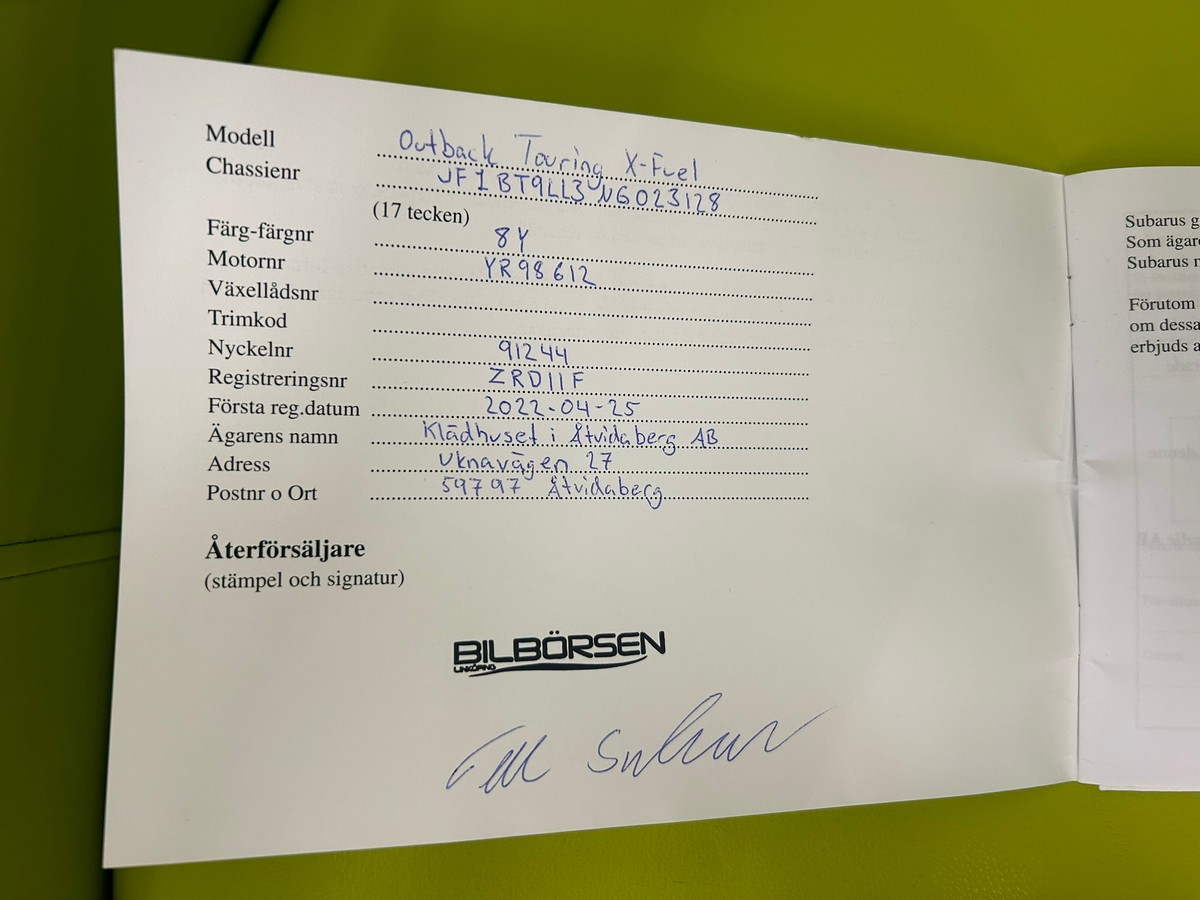 Modell Outback Touring X-Fuel
Chassienr JF1BT9LL3NG023128
(17 tecken)
Färg-färgnr 8Y
Motornr YR98612
Växellådsnr
Trimkod
Nyckelnr 91244
Registreringsnr ZRD11F
Första reg.datum 2022-04-25
Ägarens namn Klädhuset i Åtvidaberg AB
Adress Uknavägen 27
Postnr o Ort 59797 Åtvidaberg
Återförsäljare
(stämpel och signatur)
BILBÖRSEN
LINKÖPING
Subarus g
Som ägar
Subarus r
Förutom
om dessa
erbjuds a